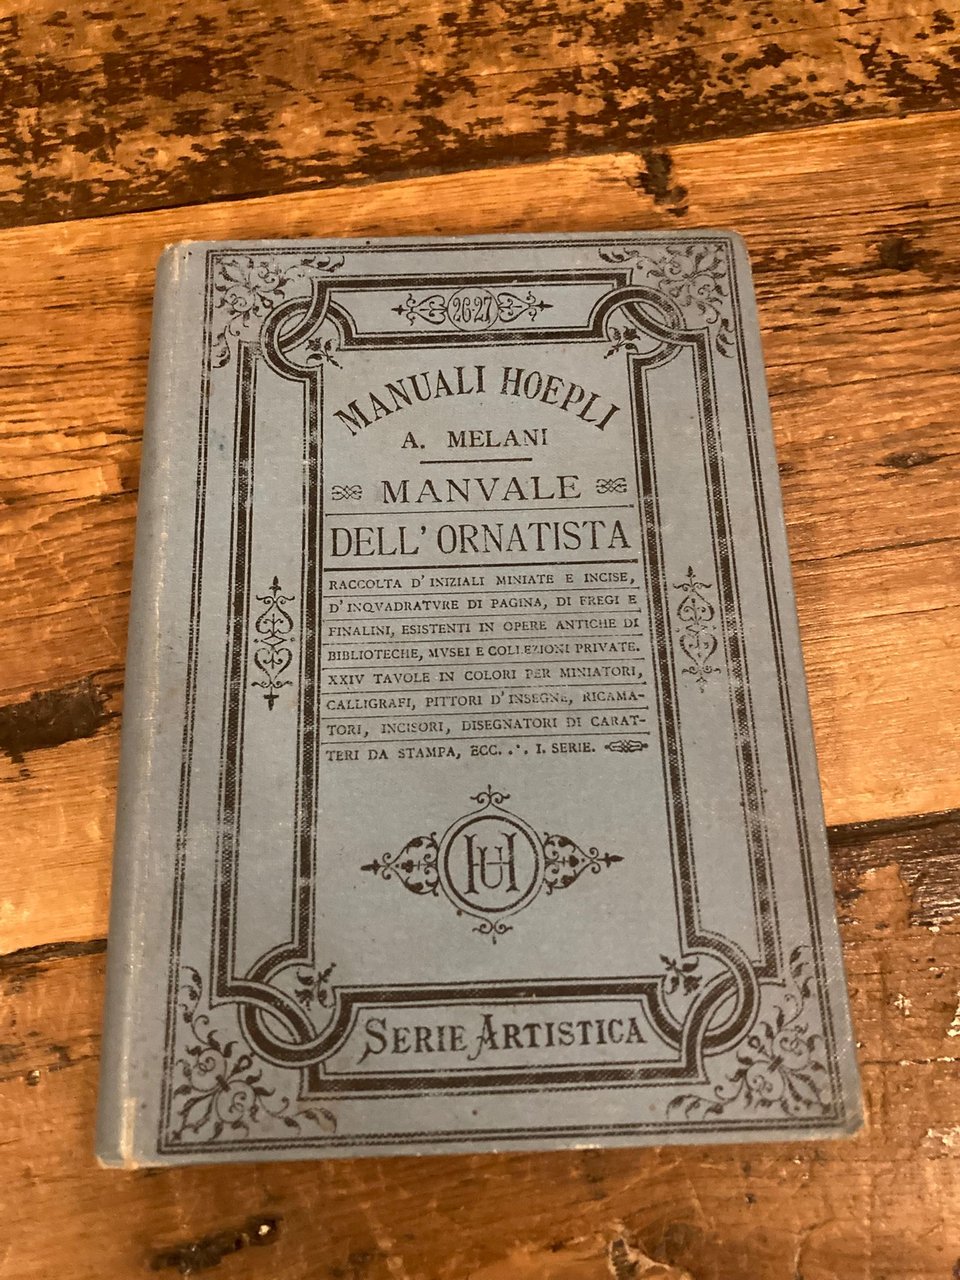 26-27
MANUALI HOEPLI
A. MELANI
MANVALE
DELL' ORNATISTA
RACCOLTA D' INIZIALI MINIATE E INCISE,
D' INQVADRATVRE DI PAGINA, DI FREGI E
FINALINI, ESISTENTI IN OPERE ANTICHE DI
BIBLIOTECHE, MVSEI E COLLEZIONI PRIVATE.
XXIV TAVOLE IN COLORI PER MINIATORI,
CALLIGRAFI, PITTORI D' INSEGNE, RICAMA-
TORI, INCISORI, DISEGNATORI DI CARAT-
TERI DA STAMPA, ECC. .·. I. SERIE.
HUH
SERIE ARTISTICA